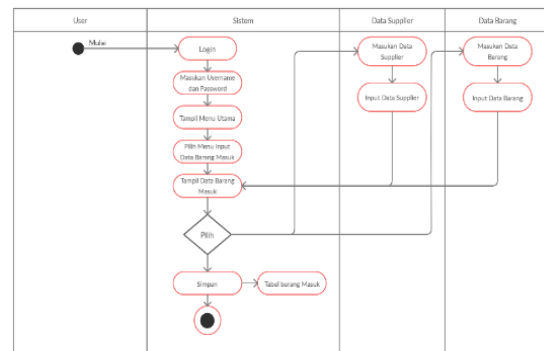 User
Sistem
Data Supplier
Data Barang
Mulai
Login
Masukan Username
dan Password
Tampil Menu Utama
Pilih Menu Input
Data Barang Masuk
Tampil Data Barang
Masuk
Pilih
Simpan
Tabel barang Masuk
Masukan Data
Supplier
Input Data Supplier
Masukan Data
Barang
Input Data Barang